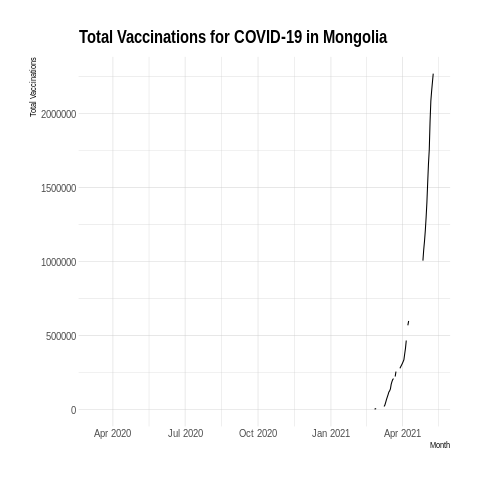 Total Vaccinations for COVID-19 in Mongolia
Total Vaccinations
2000000
1500000
1000000
500000
0
Apr 2020 Jul 2020 Oct 2020 Jan 2021 Apr 2021
Month